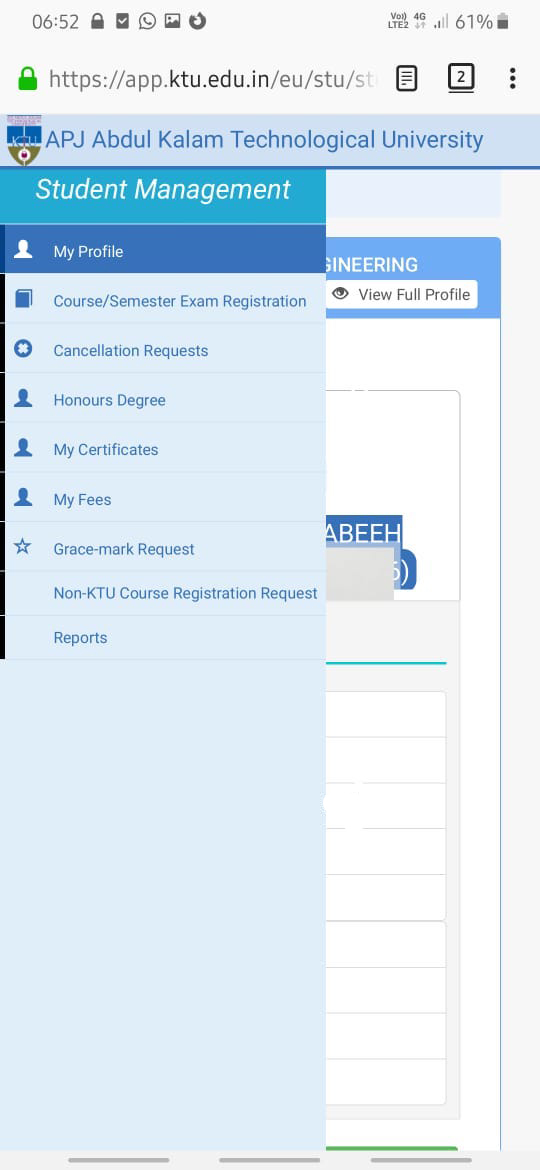 06:52
Vo)) 4G
LTE2
61%
https://app.ktu.edu.in/eu/stu/st
2
KTU
APJ Abdul Kalam Technological University
Student Management
My Profile
GINEERING
View Full Profile
Course/Semester Exam Registration
Cancellation Requests
Honours Degree
My Certificates
My Fees
ABEEH
Grace-mark Request
5)
Non-KTU Course Registration Request
Reports